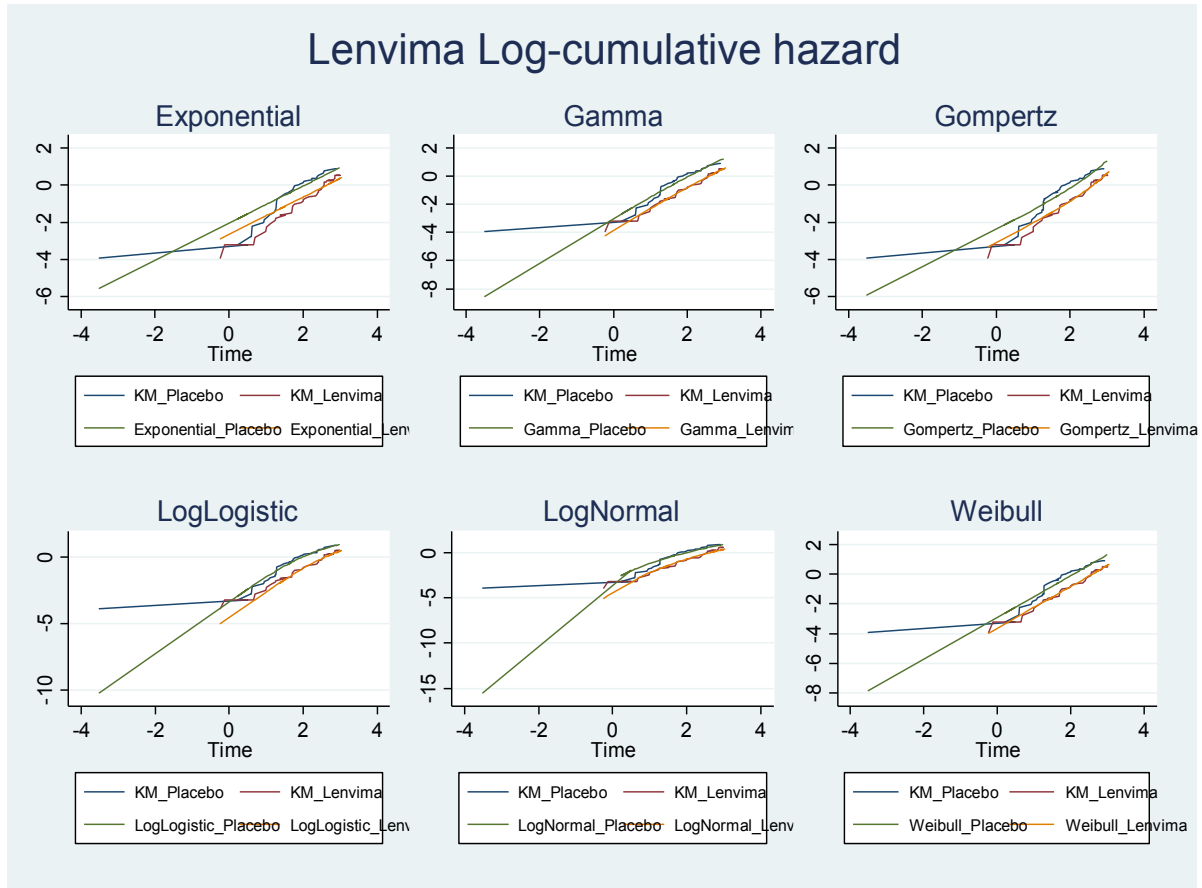 Lenvima Log-cumulative hazard
Exponential
2
0
-2
-4
-6
-4 -2 0 2 4
Time
KM_Placebo KM_Lenvima
Exponential_Placebo Exponential_Lenv
Gamma
2
0
-2
-4
-6
-8
-4 -2 0 2 4
Time
KM_Placebo KM_Lenvima
Gamma_Placebo Gamma_Lenvim
Gompertz
2
0
-2
-4
-6
-4 -2 0 2 4
Time
KM_Placebo KM_Lenvima
Gompertz_Placebo Gompertz_Lenvima
LogLogistic
0
-5
-10
-4 -2 0 2 4
Time
KM_Placebo KM_Lenvima
LogLogistic_Placebo LogLogistic_Lenv
LogNormal
0
-5
-10
-15
-4 -2 0 2 4
Time
KM_Placebo KM_Lenvima
LogNormal_Placebo LogNormal_Lenv
Weibull
2
0
-2
-4
-6
-8
-4 -2 0 2 4
Time
KM_Placebo KM_Lenvima
Weibull_Placebo Weibull_Lenvima